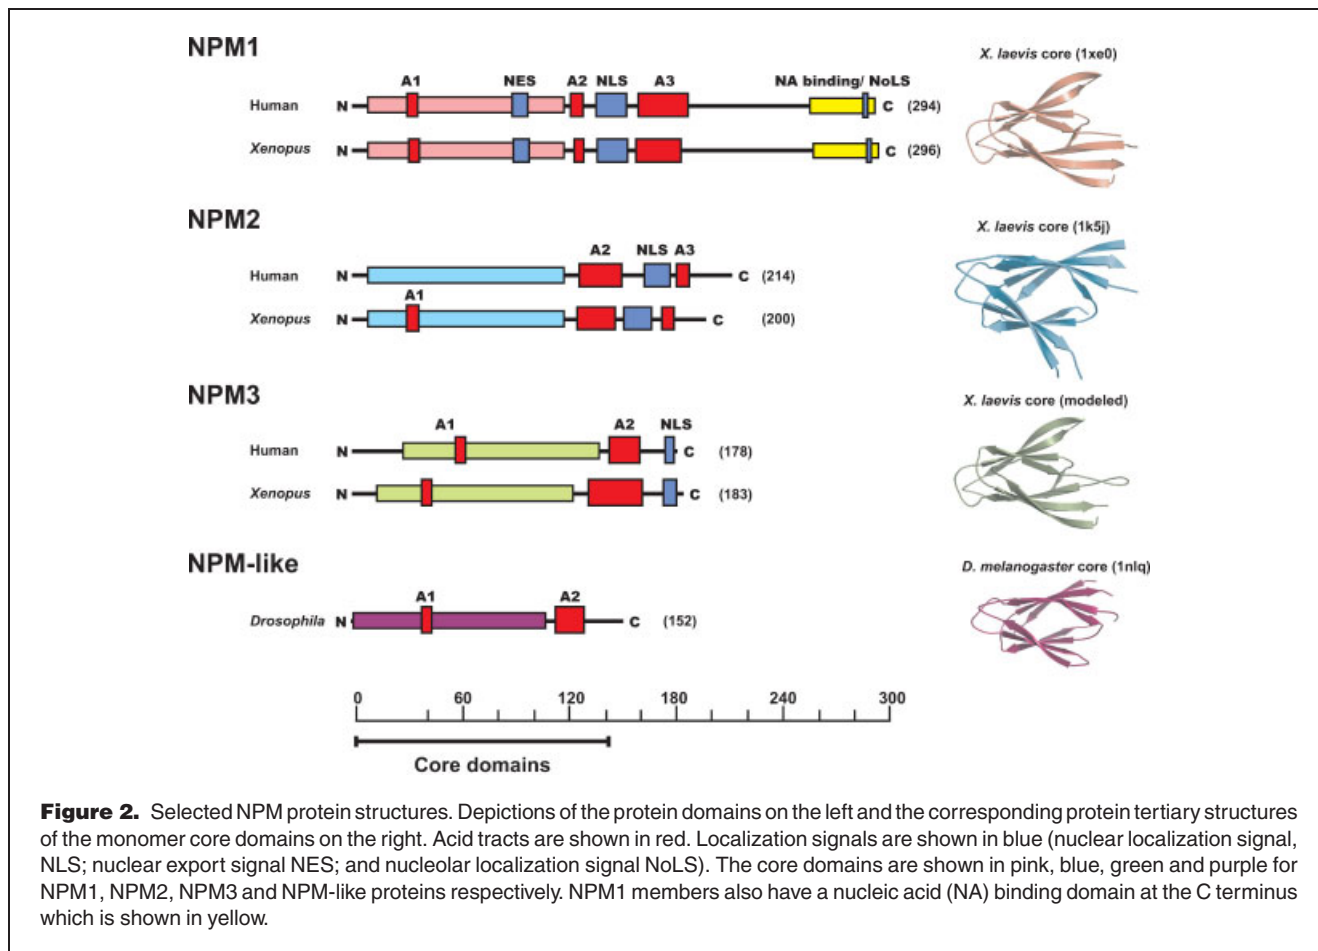 NPM1
X. laevis core (1xe0)
A1 NES A2 NLS A3 NA binding/ NoLS
Human N C (294)
Xenopus N C (296)
NPM2
X. laevis core (1k5j)
A2 NLS A3
Human N C (214)
A1
Xenopus N C (200)
NPM3
X. laevis core (modeled)
A1 A2 NLS
Human N C (178)
Xenopus N C (183)
NPM-like
D. melanogaster core (1nlq)
A1 A2
Drosophila N C (152)
0 60 120 180 240 300
Core domains
Figure 2. Selected NPM protein structures. Depictions of the protein domains on the left and the corresponding protein tertiary structures
of the monomer core domains on the right. Acid tracts are shown in red. Localization signals are shown in blue (nuclear localization signal,
NLS; nuclear export signal NES; and nucleolar localization signal NoLS). The core domains are shown in pink, blue, green and purple for
NPM1, NPM2, NPM3 and NPM-like proteins respectively. NPM1 members also have a nucleic acid (NA) binding domain at the C terminus
which is shown in yellow.